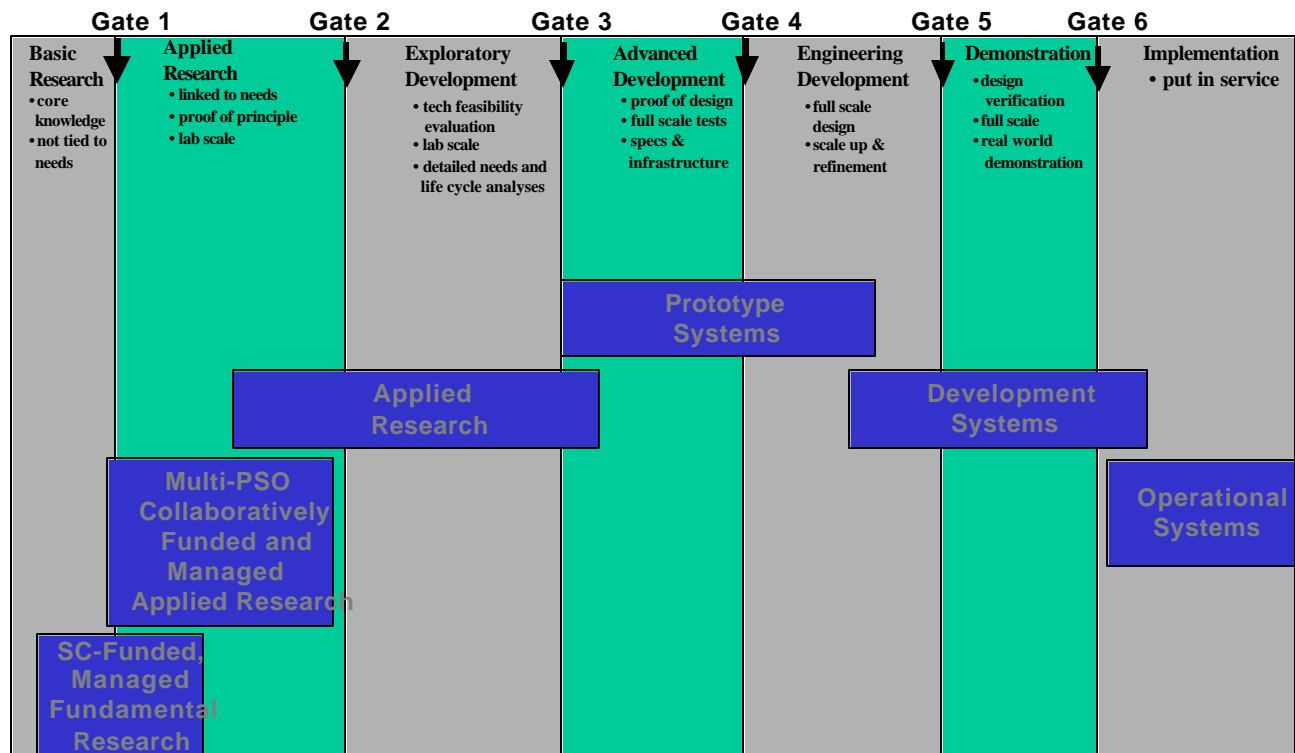 Gate 1 Gate 2 Gate 3 Gate 4 Gate 5 Gate 6
Basic
Research
• core
knowledge
• not tied to
needs
Applied
Research
• linked to needs
• proof of principle
• lab scale
Exploratory
Development
• tech feasibility
evaluation
• lab scale
• detailed needs and
life cycle analyses
Advanced
Development
• proof of design
• full scale tests
• specs &
infrastructure
Engineering
Development
• full scale
design
• scale up &
refinement
Demonstration
• design
verification
• full scale
• real world
demonstration
Implementation
• put in service
Prototype
Systems
Applied
Research
Development
Systems
Multi-PSO
Collaboratively
Funded and
Managed
Applied Research
Operational
Systems
SC-Funded,
Managed
Fundamental
Research